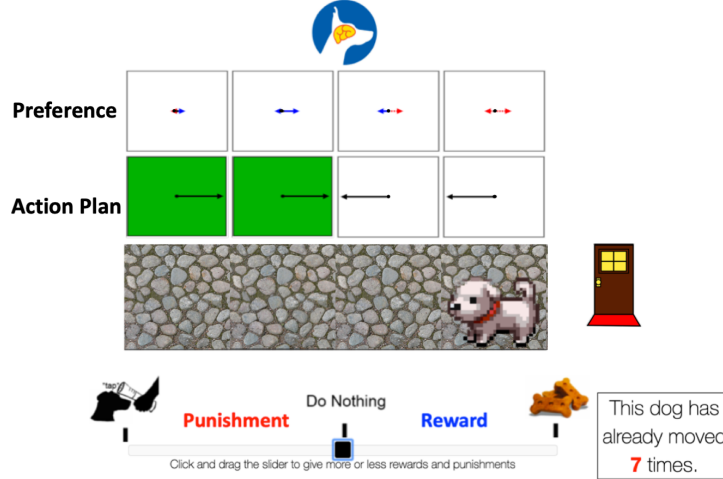 Preference
Action Plan
"tap"
Do Nothing
Punishment
Reward
Click and drag the slider to give more or less rewards and punishments
This dog has
already moved
7 times.